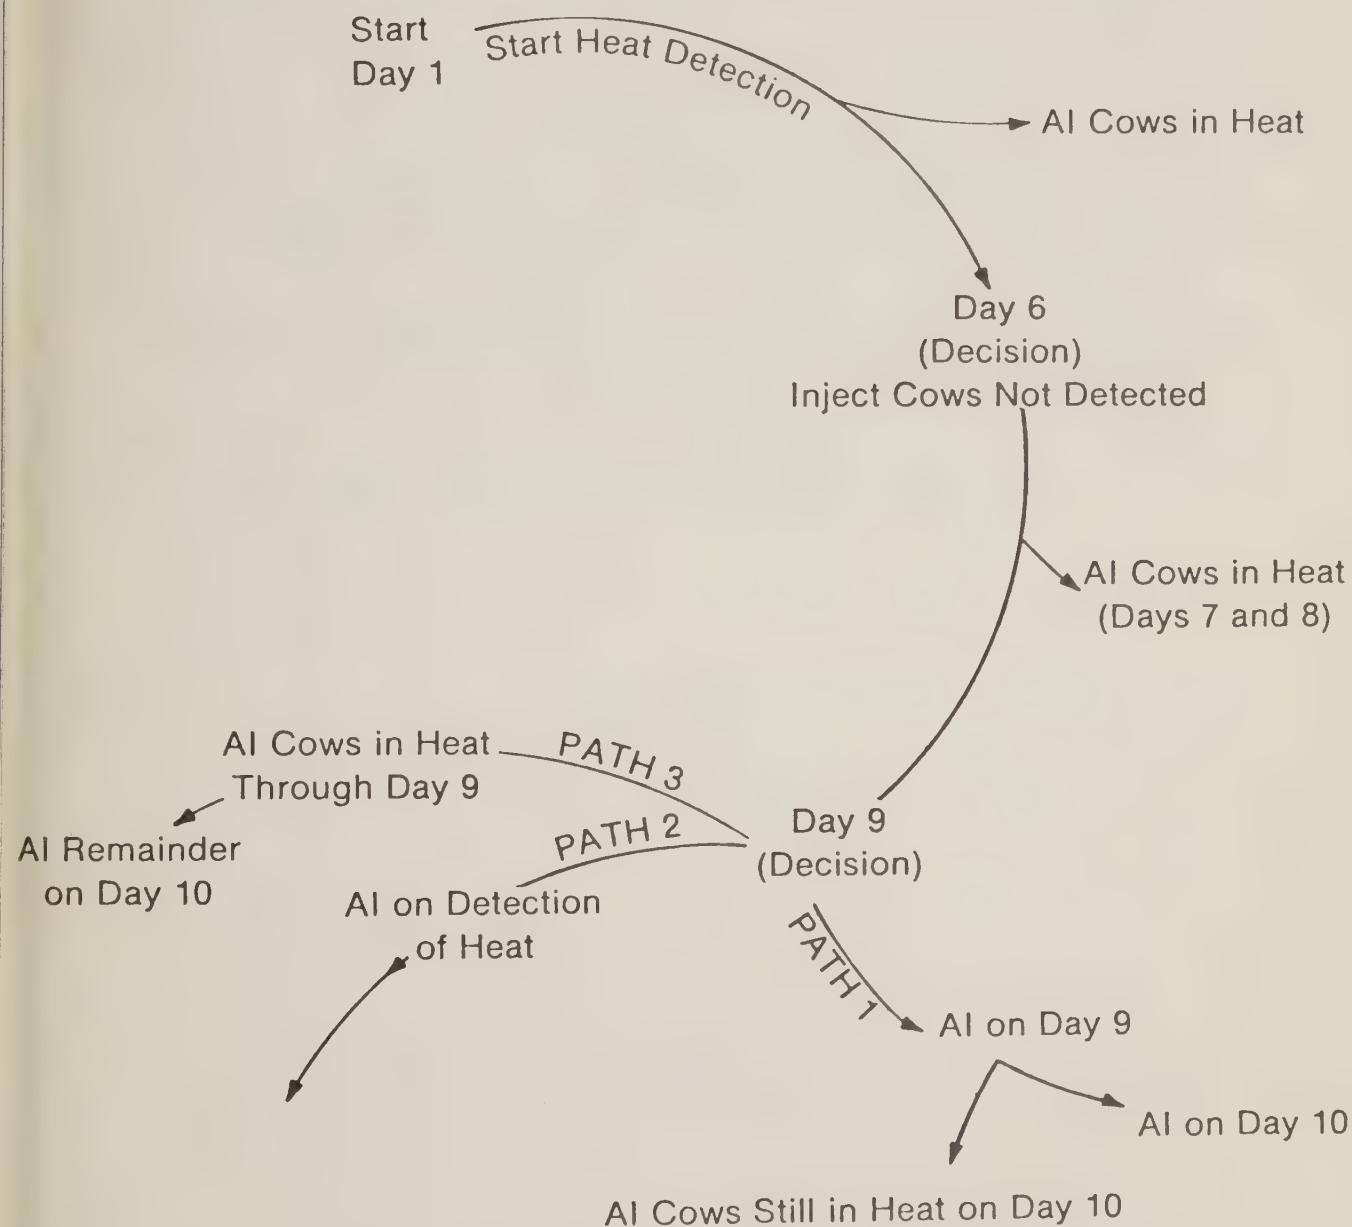 Start
Day 1
Start Heat Detection
AI Cows in Heat
Day 6
(Decision)
Inject Cows Not Detected
AI Cows in Heat
(Days 7 and 8)
AI Cows in Heat
Through Day 9
PATH 3
AI Remainder
on Day 10
PATH 2
AI on Detection
of Heat
Day 9
(Decision)
PATH 1
AI on Day 9
AI on Day 10
AI Cows Still in Heat on Day 10